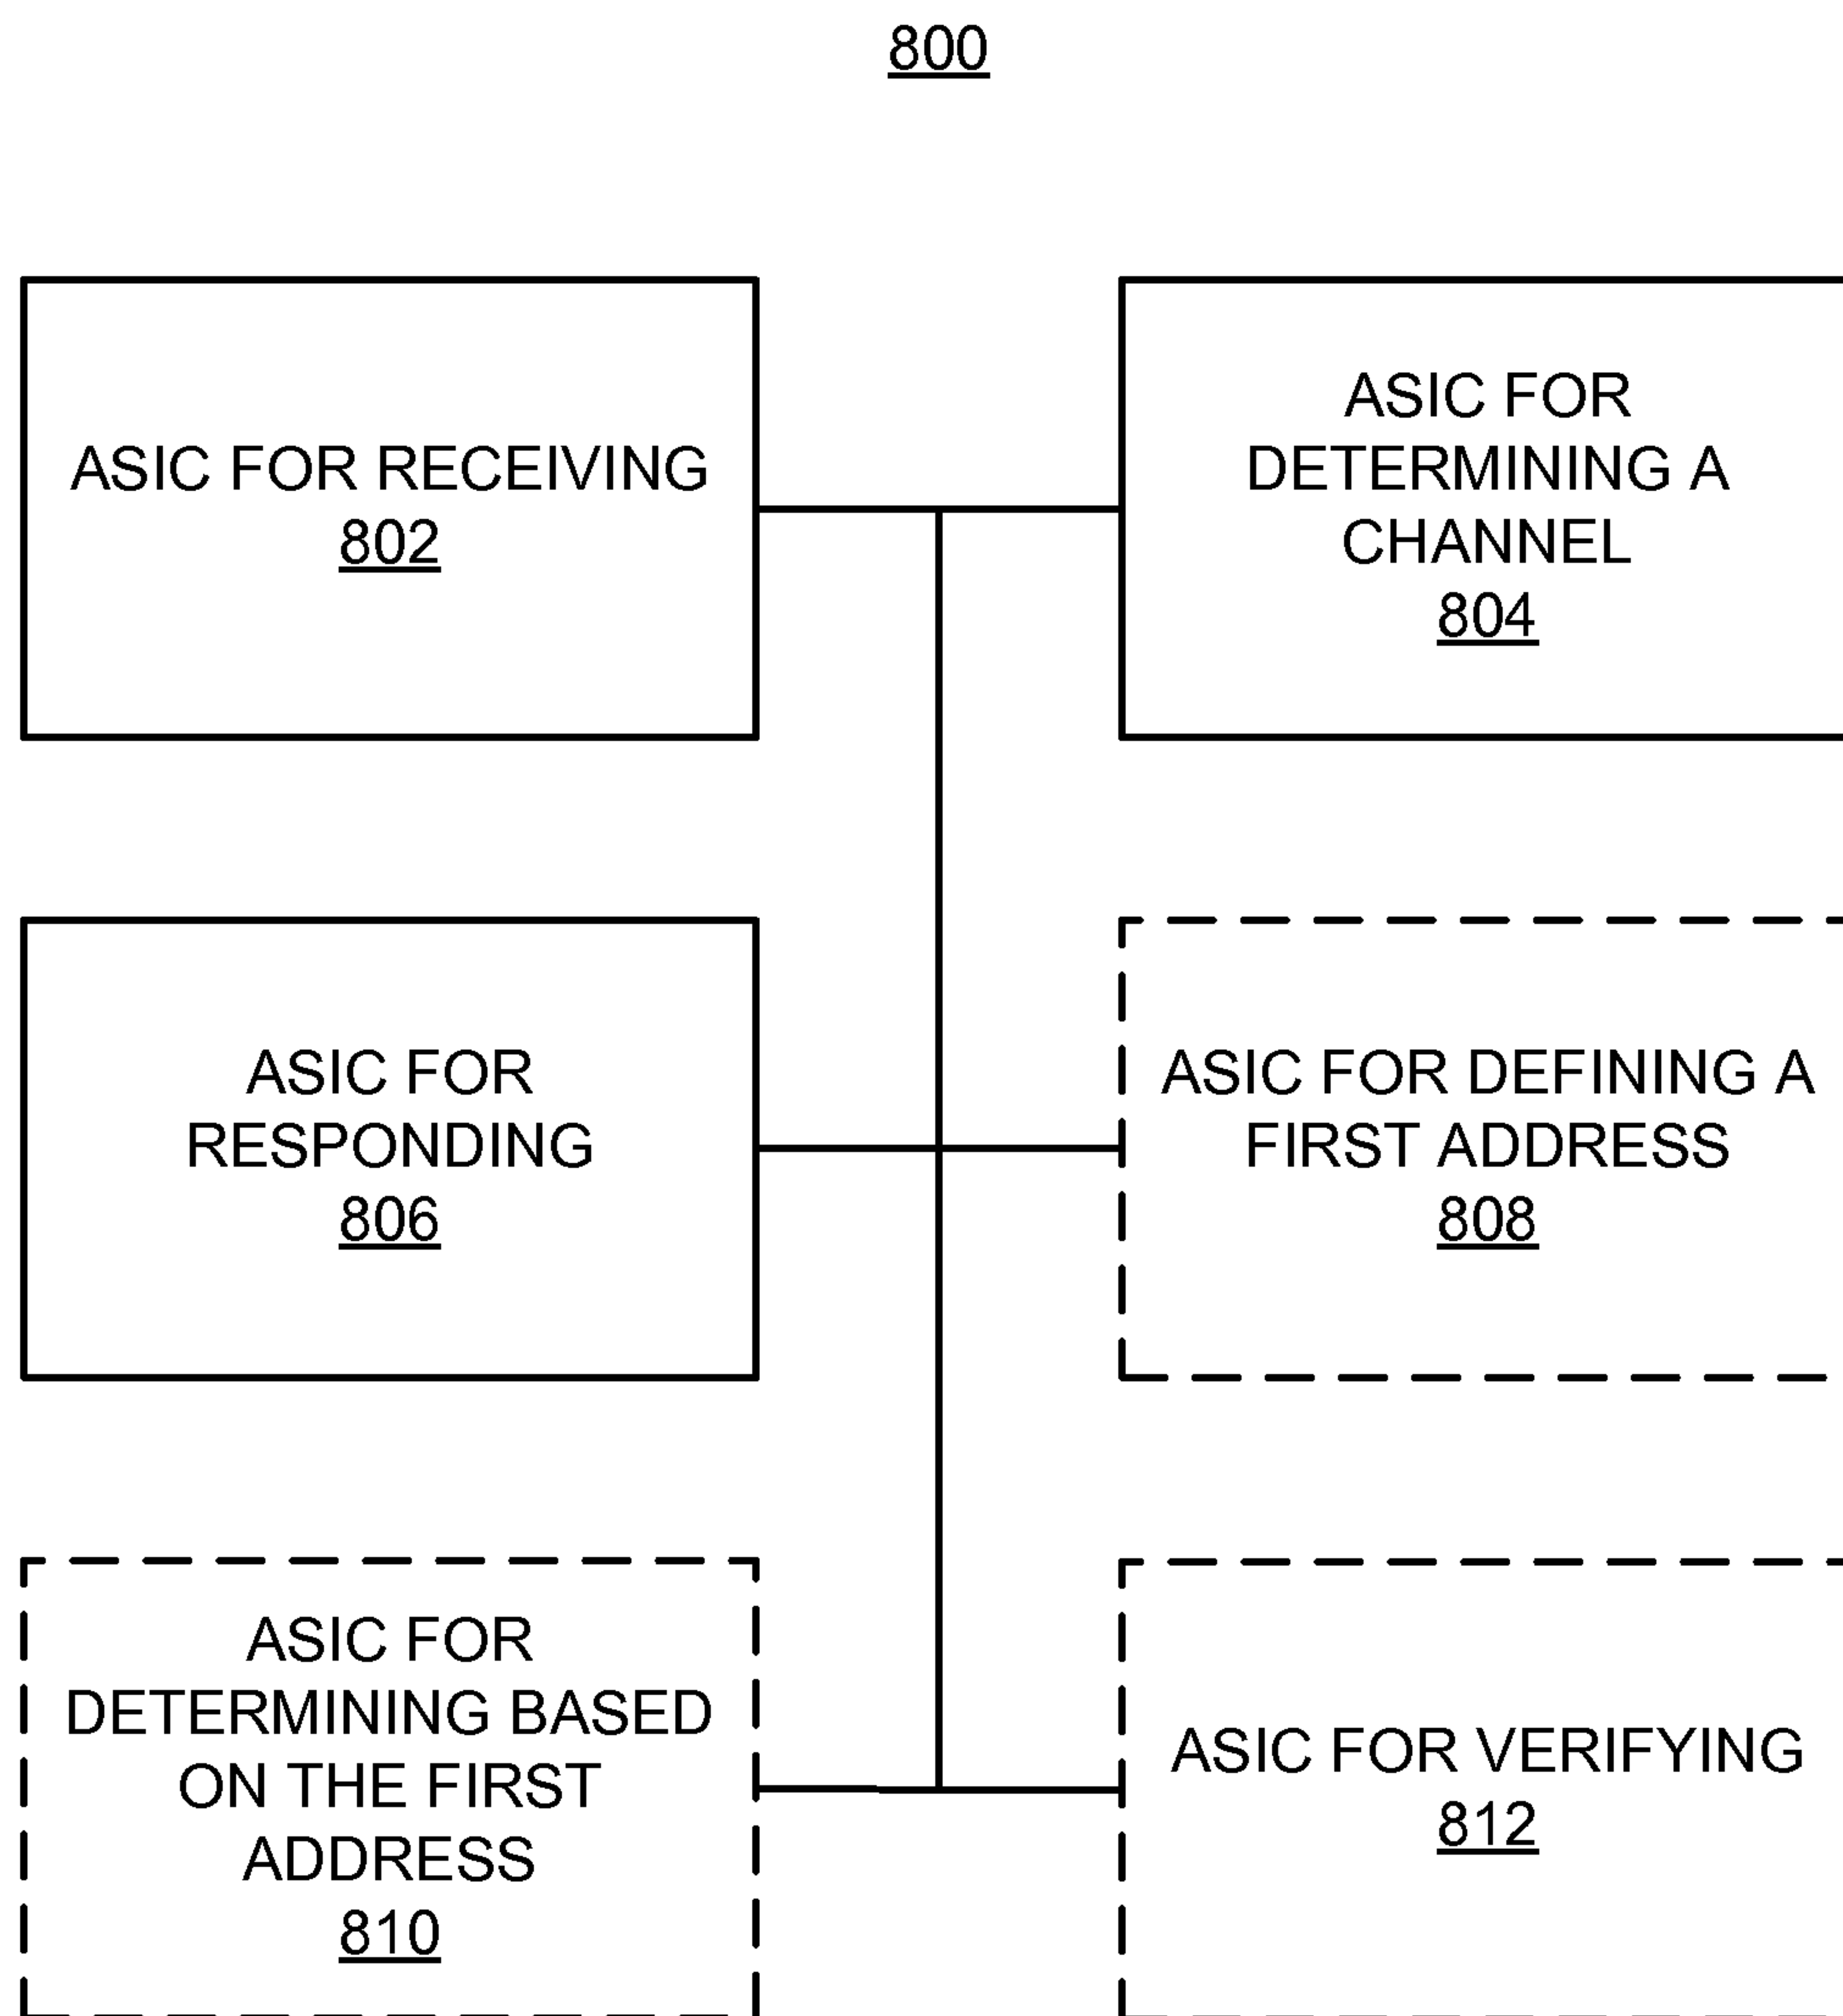 800
ASIC FOR RECEIVING
802
ASIC FOR
DETERMINING A
CHANNEL
804
ASIC FOR
RESPONDING
806
ASIC FOR DEFINING A
FIRST ADDRESS
808
ASIC FOR
DETERMINING BASED
ON THE FIRST
ADDRESS
810
ASIC FOR VERIFYING
812